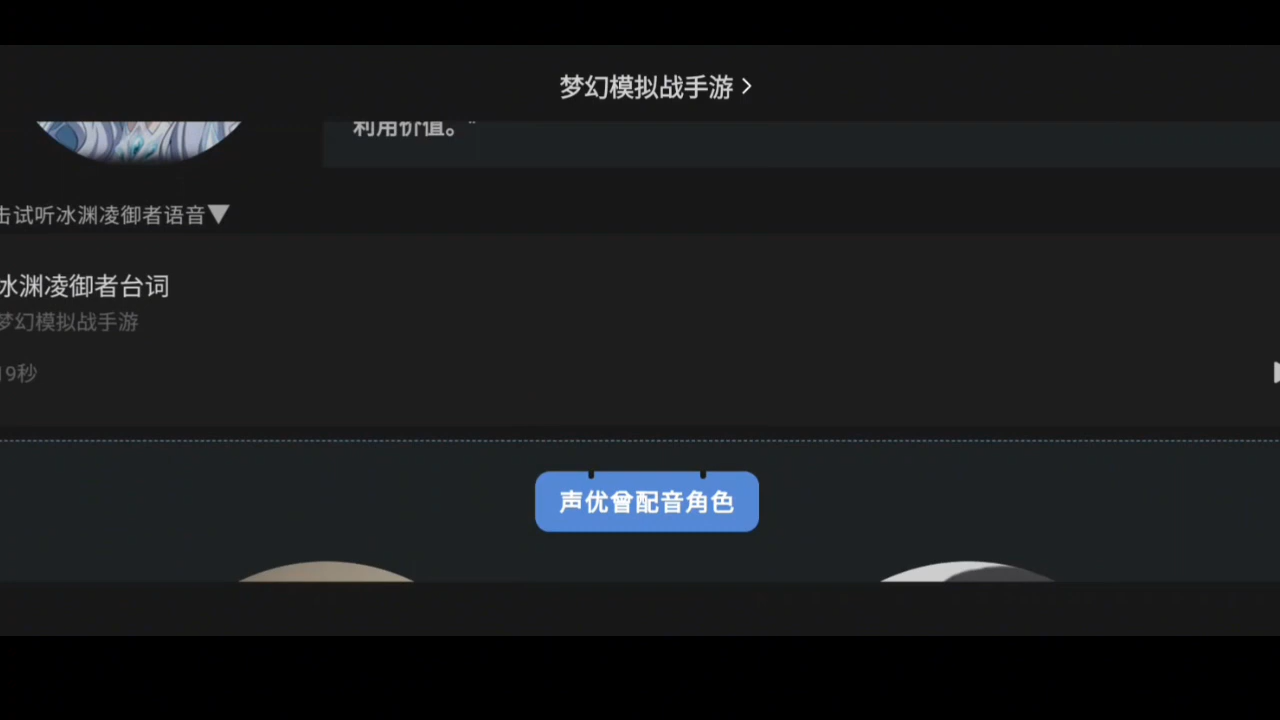 梦幻模拟战手游
利用价值。”
击试听冰渊凌御者语音▼
冰渊凌御者台词
梦幻模拟战手游
19秒
声优曾配音角色